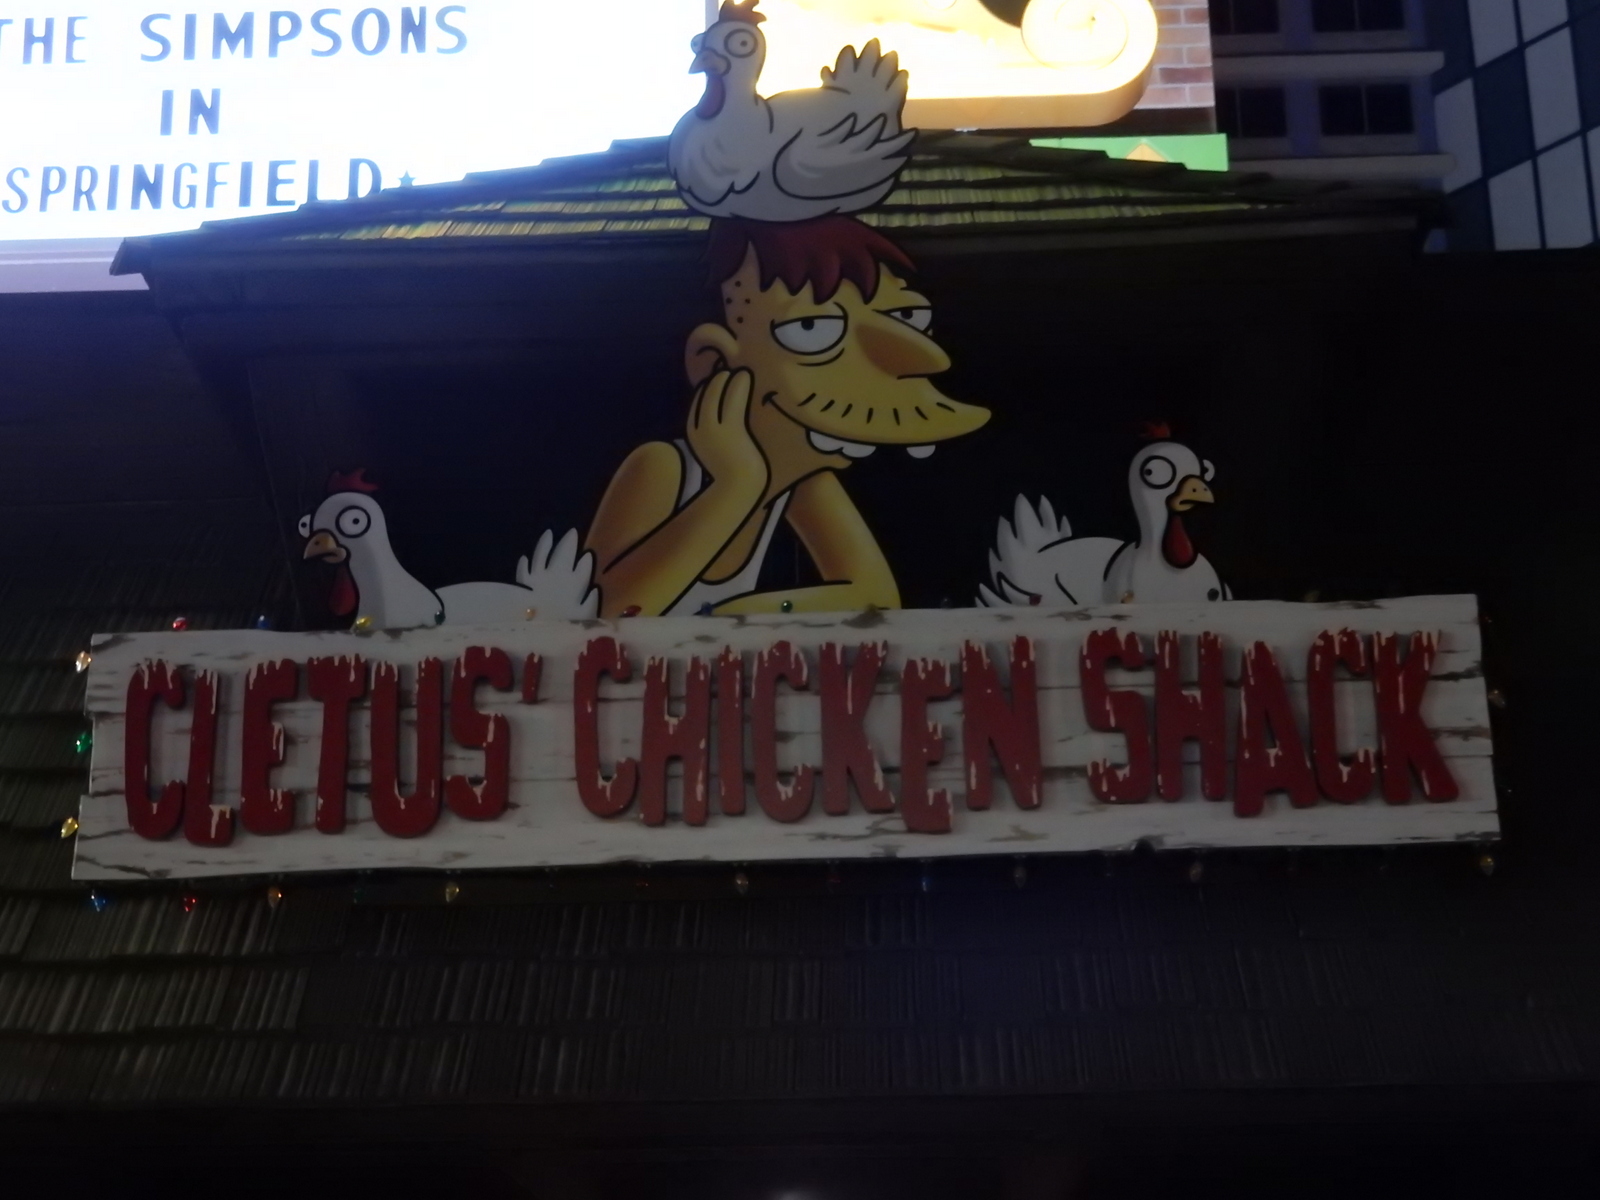 THE SIMPSONS
IN
SPRINGFIELD
CLETUS' CHICKEN SHACK